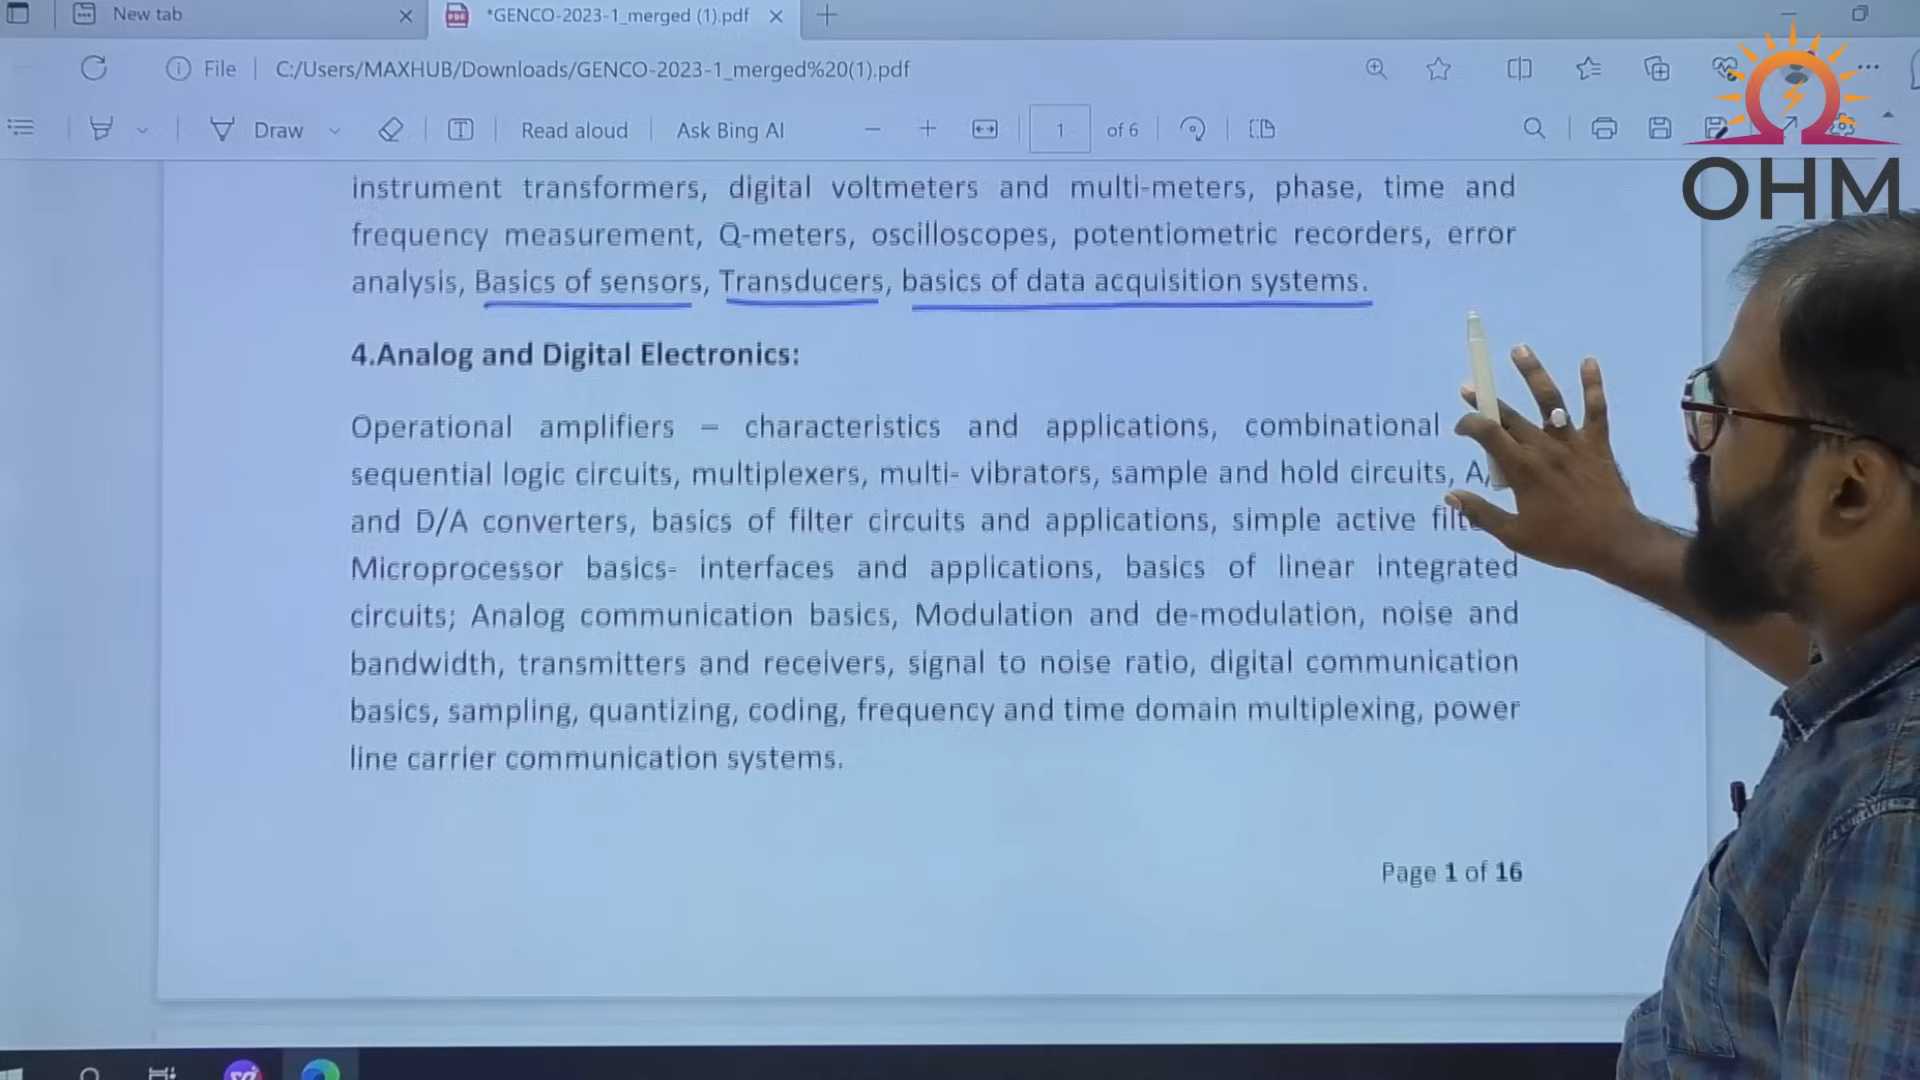 New tab
*GENCO-2023-1_merged (1).pdf
File
C:/Users/MAXHUB/Downloads/GENCO-2023-1_merged%20(1).pdf
Draw
Read aloud
Ask Bing AI
1
of 6
OHM
instrument transformers, digital voltmeters and multi-meters, phase, time and
frequency measurement, Q-meters, oscilloscopes, potentiometric recorders, error
analysis, Basics of sensors, Transducers, basics of data acquisition systems.
4.Analog and Digital Electronics:
Operational amplifiers – characteristics and applications, combinational
sequential logic circuits, multiplexers, multi- vibrators, sample and hold circuits,
and D/A converters, basics of filter circuits and applications, simple active
Microprocessor basics- interfaces and applications, basics of linear integrated
circuits; Analog communication basics, Modulation and de-modulation, noise and
bandwidth, transmitters and receivers, signal to noise ratio, digital communication
basics, sampling, quantizing, coding, frequency and time domain multiplexing, power
line carrier communication systems.
Page 1 of 16